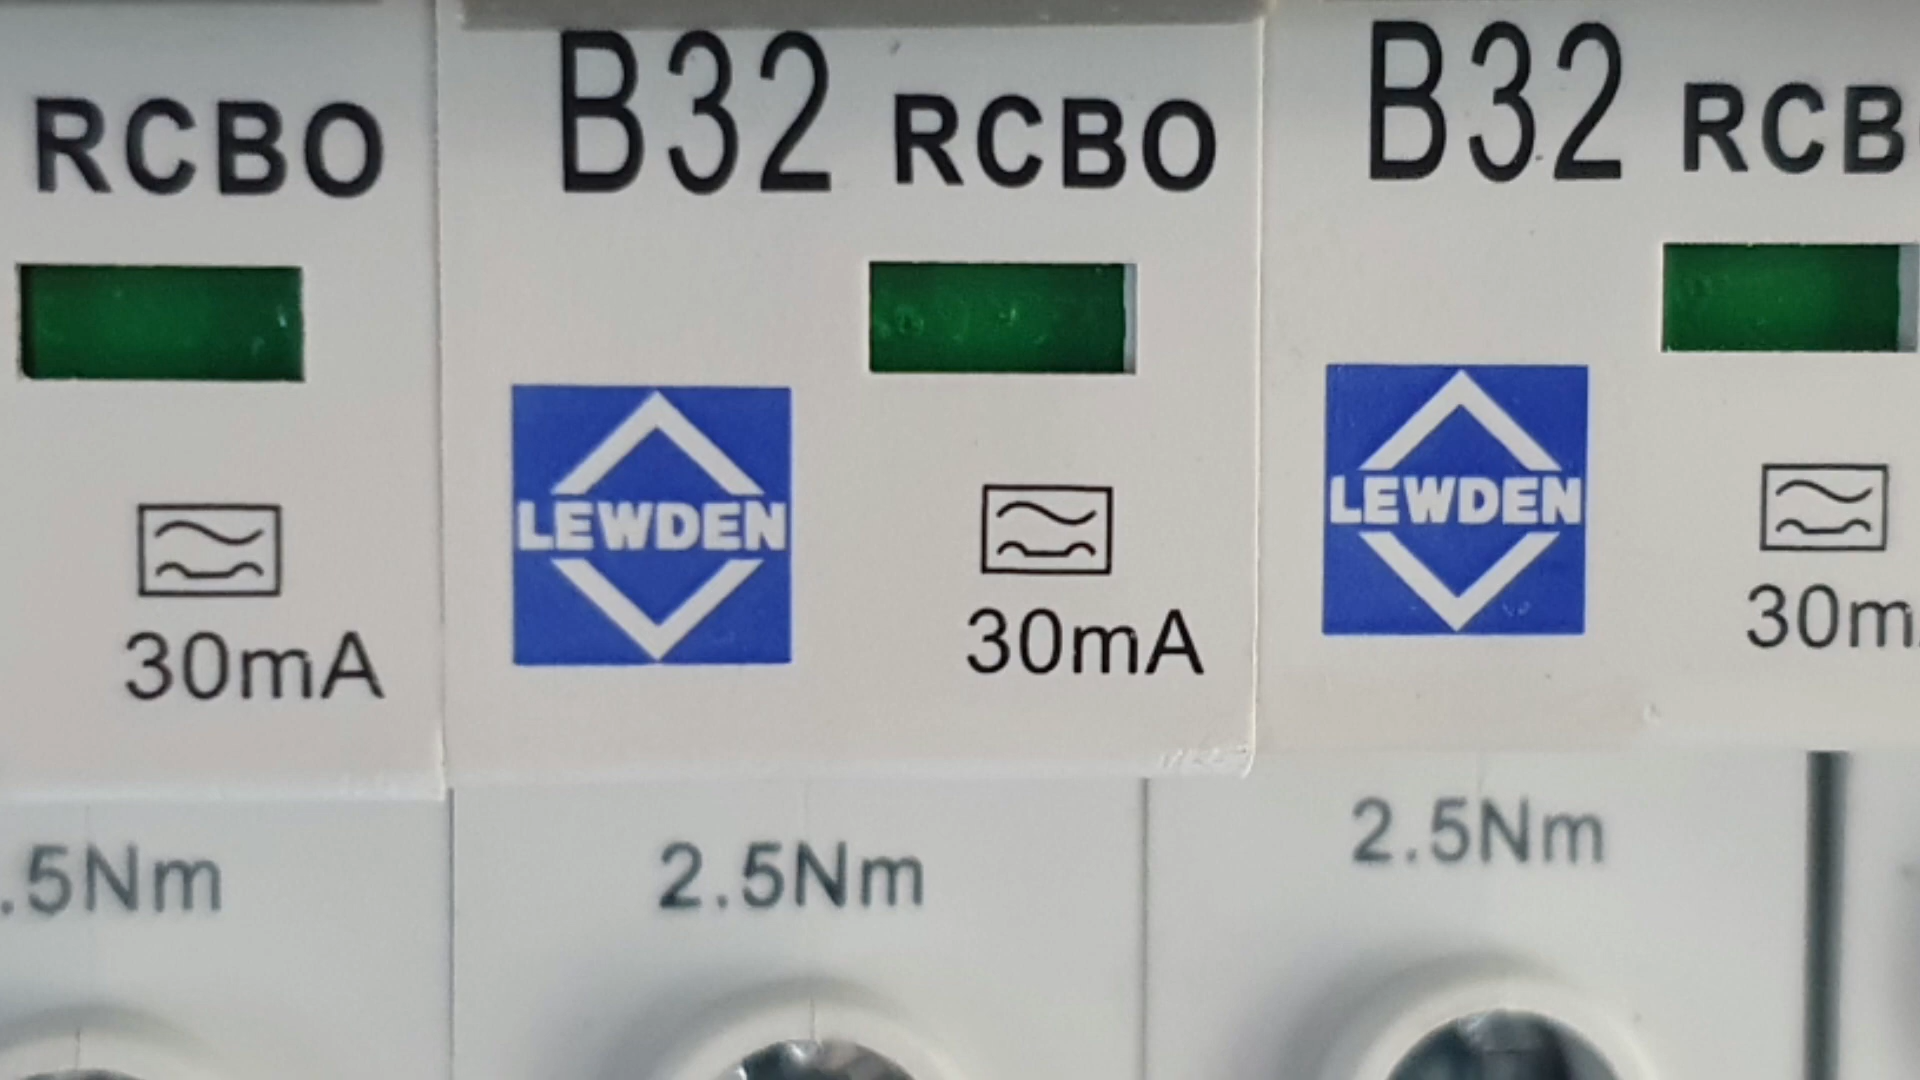 RCBO
30mA
.5Nm
B32 RCBO
LEWDEN
30mA
2.5Nm
B32 RCB
LEWDEN
30m
2.5Nm